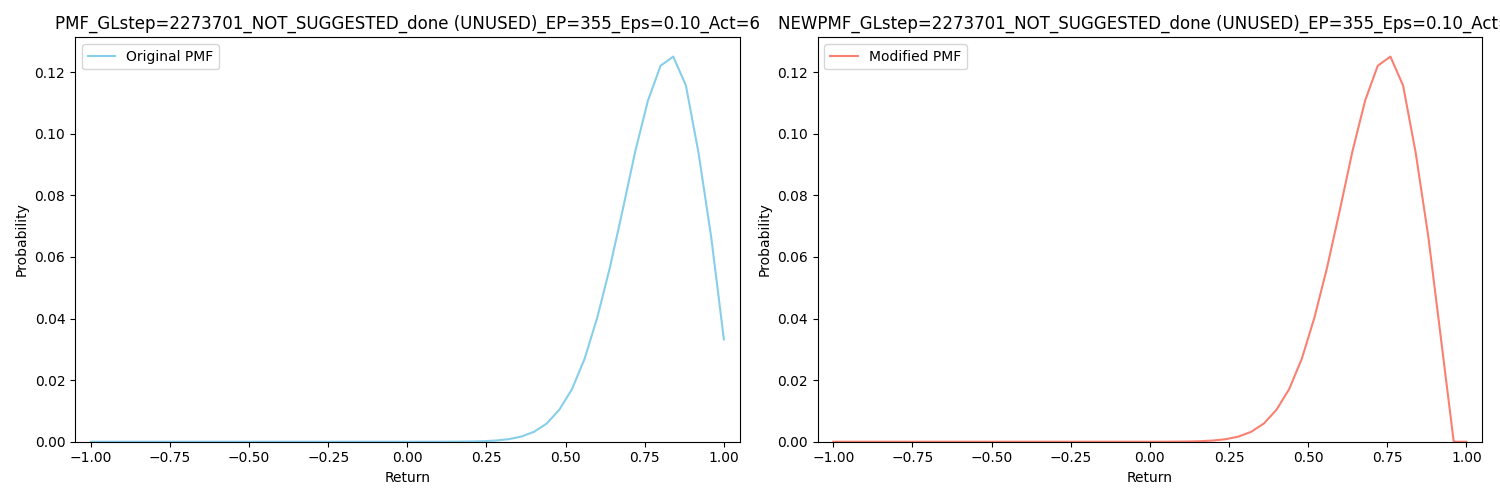 PMF_GLstep=2273701_NOT_SUGGESTED_done (UNUSED)_EP=355_Eps=0.10_Act=6
Original PMF
0.12
0.10
0.08
0.06
0.04
0.02
0.00
Probability
−1.00 −0.75 −0.50 −0.25 0.00 0.25 0.50 0.75 1.00
Return
NEWPMF_GLstep=2273701_NOT_SUGGESTED_done (UNUSED)_EP=355_Eps=0.10_Act=
Modified PMF
0.12
0.10
0.08
0.06
0.04
0.02
0.00
Probability
−1.00 −0.75 −0.50 −0.25 0.00 0.25 0.50 0.75 1.00
Return